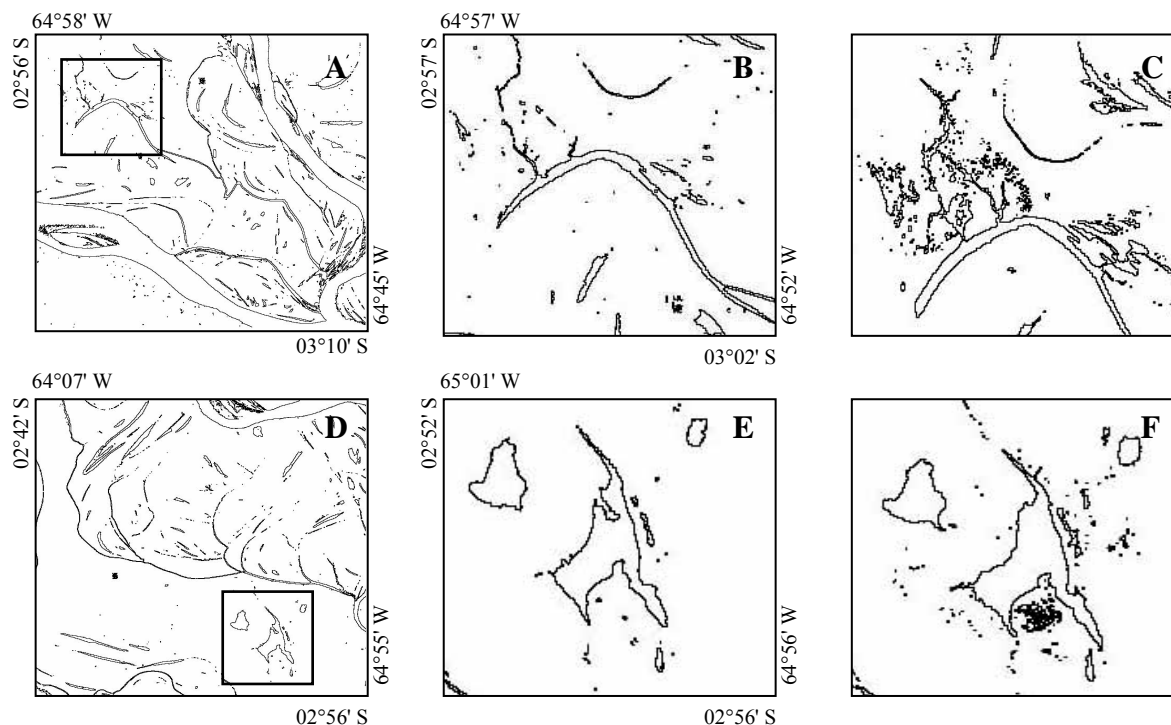 64°58' W
02°56' S
A
64°45' W
03°10' S
64°57' W
02°57' S
B
64°52' W
03°02' S
C
64°07' W
02°42' S
D
64°55' W
02°56' S
65°01' W
02°52' S
E
64°56' W
02°56' S
F